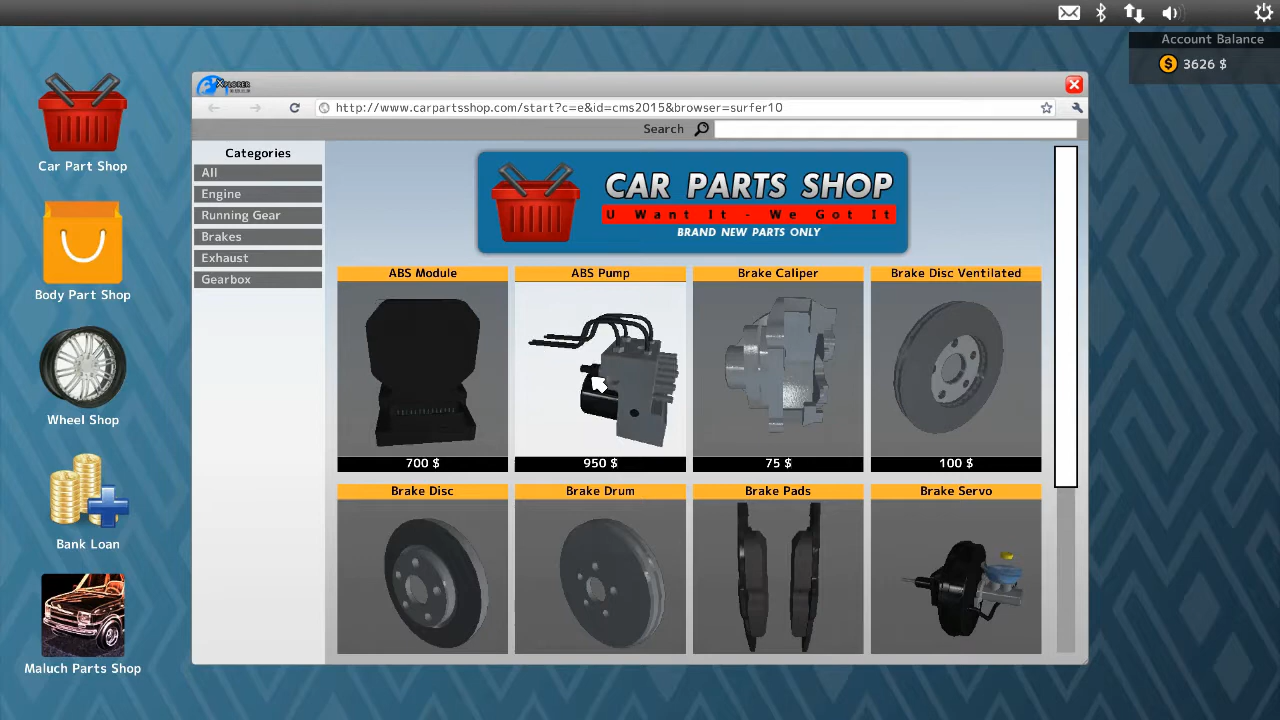 Account Balance
$ 3626 $
Car Part Shop
Body Part Shop
Wheel Shop
Bank Loan
Maluch Parts Shop
XPLORER
http://www.carpartsshop.com/start?c=e&id=cms2015&browser=surfer10
Search
Categories
All
Engine
Running Gear
Brakes
Exhaust
Gearbox
CAR PARTS SHOP
U Want It - We Got It
BRAND NEW PARTS ONLY
ABS Module
ABS Pump
Brake Caliper
Brake Disc Ventilated
700 $
950 $
75 $
100 $
Brake Disc
Brake Drum
Brake Pads
Brake Servo